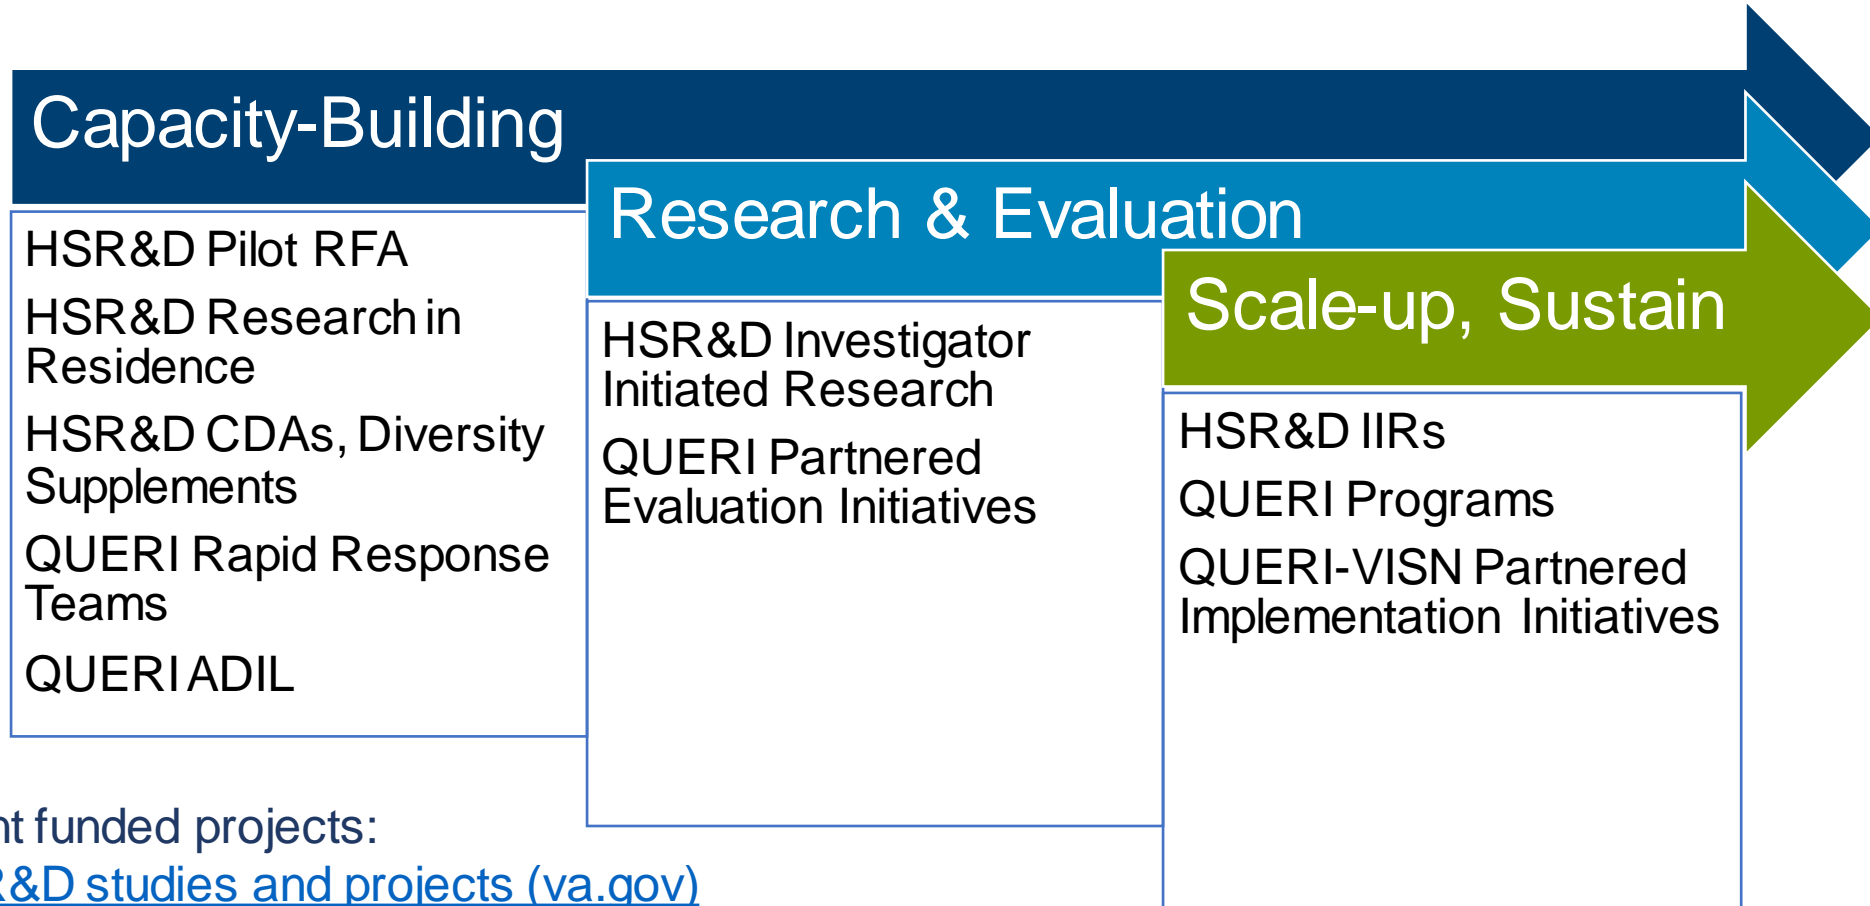 Capacity-Building
HSR&D Pilot RFA
HSR&D Research in
Residence
HSR&D CDAs, Diversity
Supplements
QUERI Rapid Response
Teams
QUERI ADIL
Research & Evaluation
HSR&D Investigator
Initiated Research
QUERI Partnered
Evaluation Initiatives
Scale-up, Sustain
HSR&D IIRs
QUERI Programs
QUERI-VISN Partnered
Implementation Initiatives
funded projects:
&D studies and projects (va.gov)